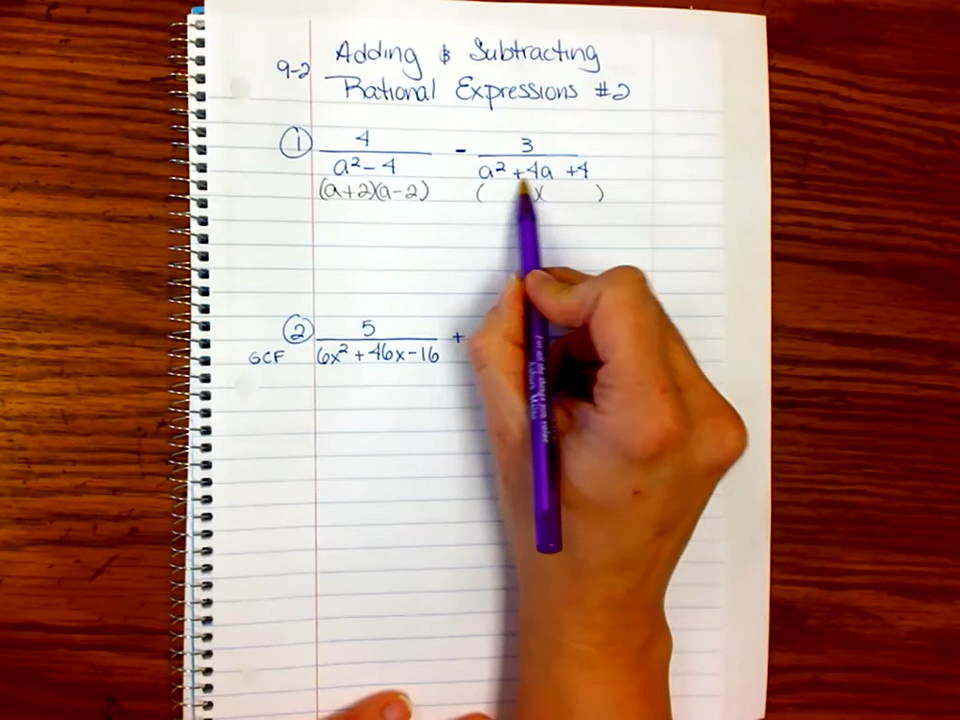 Adding & Subtracting
9-2 Rational Expressions #2
1 4 - 3
a² - 4 a² + 4a + 4
(a+2)(a-2) ( )( )
2 5 +
GCF 6x² + 46x - 16